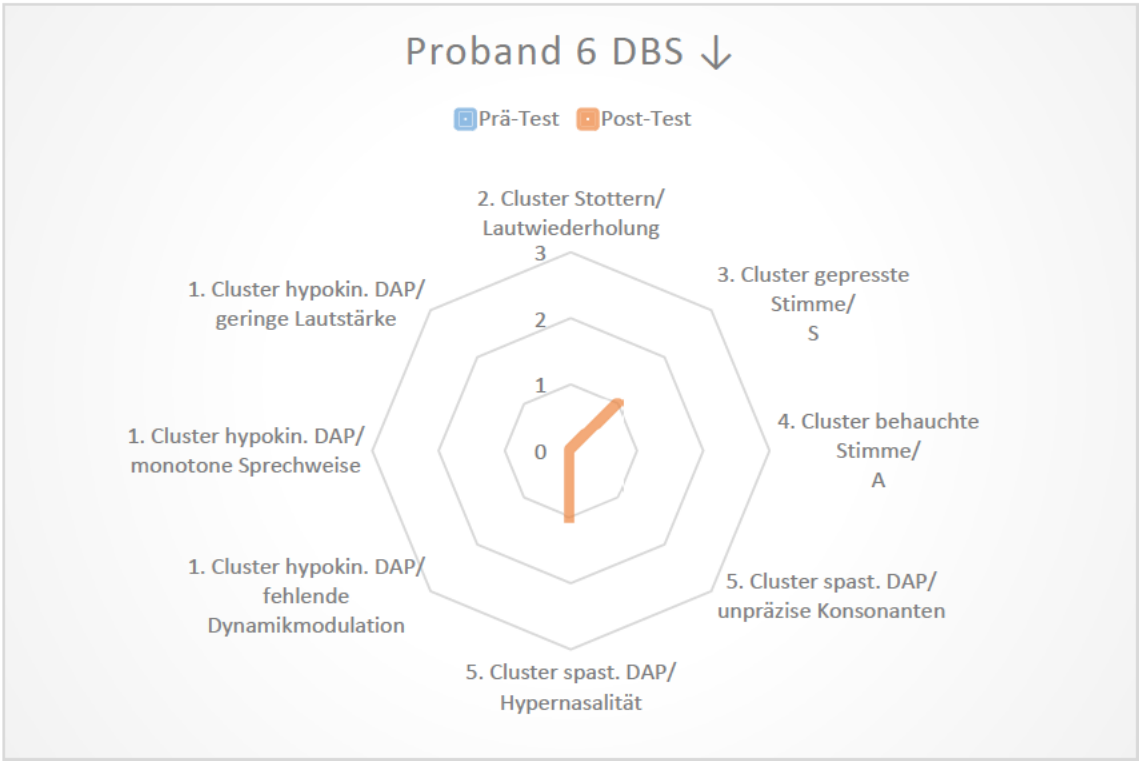 Proband 6 DBS ↓
Prä-Test Post-Test
2. Cluster Stottern/
Lautwiederholung
3. Cluster gepresste
Stimme/
S
4. Cluster behauchte
Stimme/
A
5. Cluster spast. DAP/
unpräzise Konsonanten
5. Cluster spast. DAP/
Hypernasalität
1. Cluster hypokin. DAP/
fehlende
Dynamikmodulation
1. Cluster hypokin. DAP/
monotone Sprechweise
1. Cluster hypokin. DAP/
geringe Lautstärke
3
2
1
0